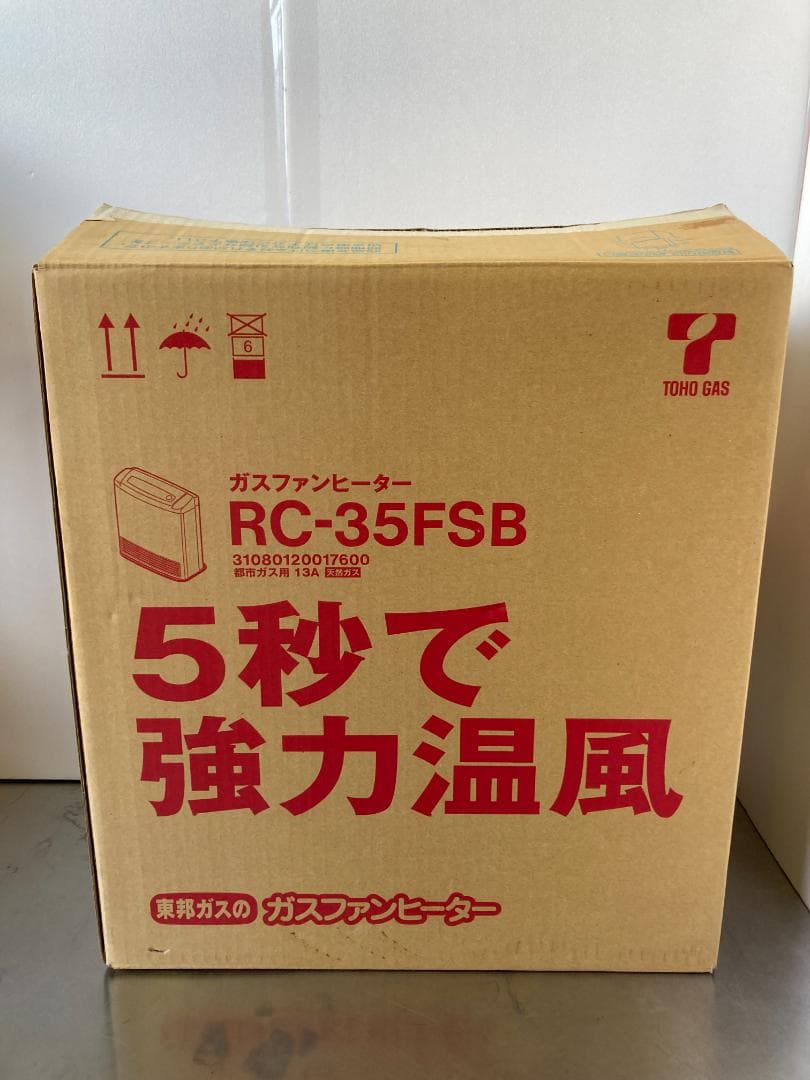 6
TOHO GAS
ガスファンヒーター
RC-35FSB
31080120017600
都市ガス用 13A 天然ガス
5秒で
強力温風
東邦ガスの ガスファンヒーター